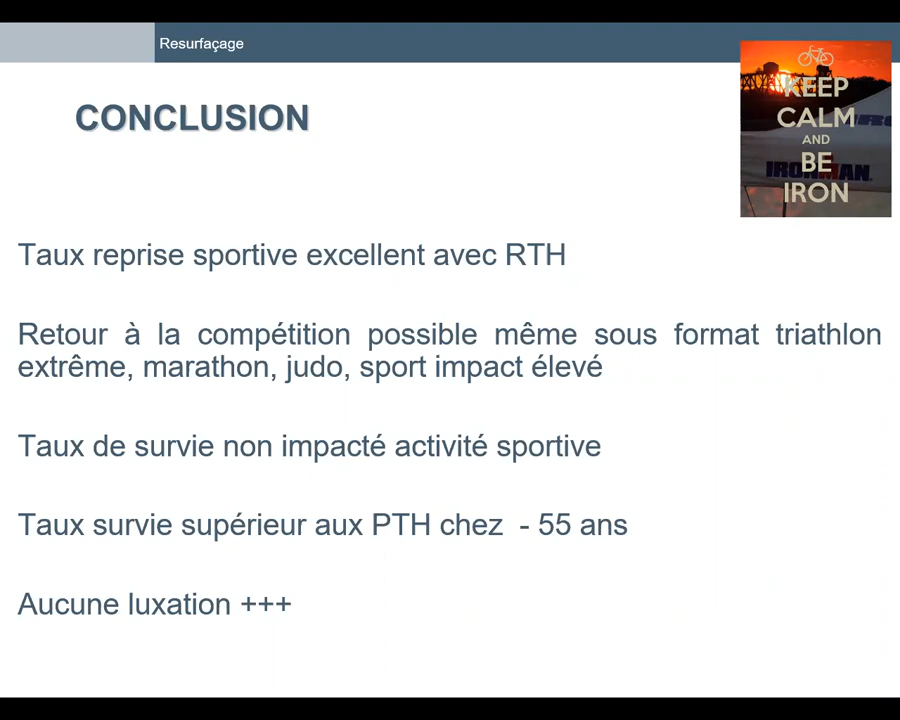 Resurfaçage
KEEP
CALM
AND
BE
IRON
IRONMAN.
CONCLUSION
Taux reprise sportive excellent avec RTH
Retour à la compétition possible même sous format triathlon
extrême, marathon, judo, sport impact élevé
Taux de survie non impacté activité sportive
Taux survie supérieur aux PTH chez - 55 ans
Aucune luxation +++